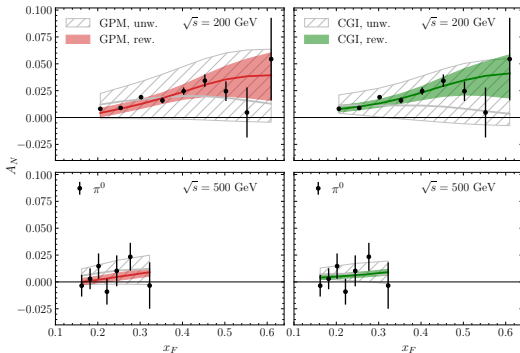 GPM, unw.
GPM, rew.
√s = 200 GeV
CGI, unw.
CGI, rew.
√s = 200 GeV
0.100
0.075
0.050
0.025
0.000
−0.025
A_N
π⁰
√s = 500 GeV
π⁰
√s = 500 GeV
0.100
0.075
0.050
0.025
0.000
−0.025
0.1 0.2 0.3 0.4 0.5 0.6
0.1 0.2 0.3 0.4 0.5 0.6
x_F
x_F